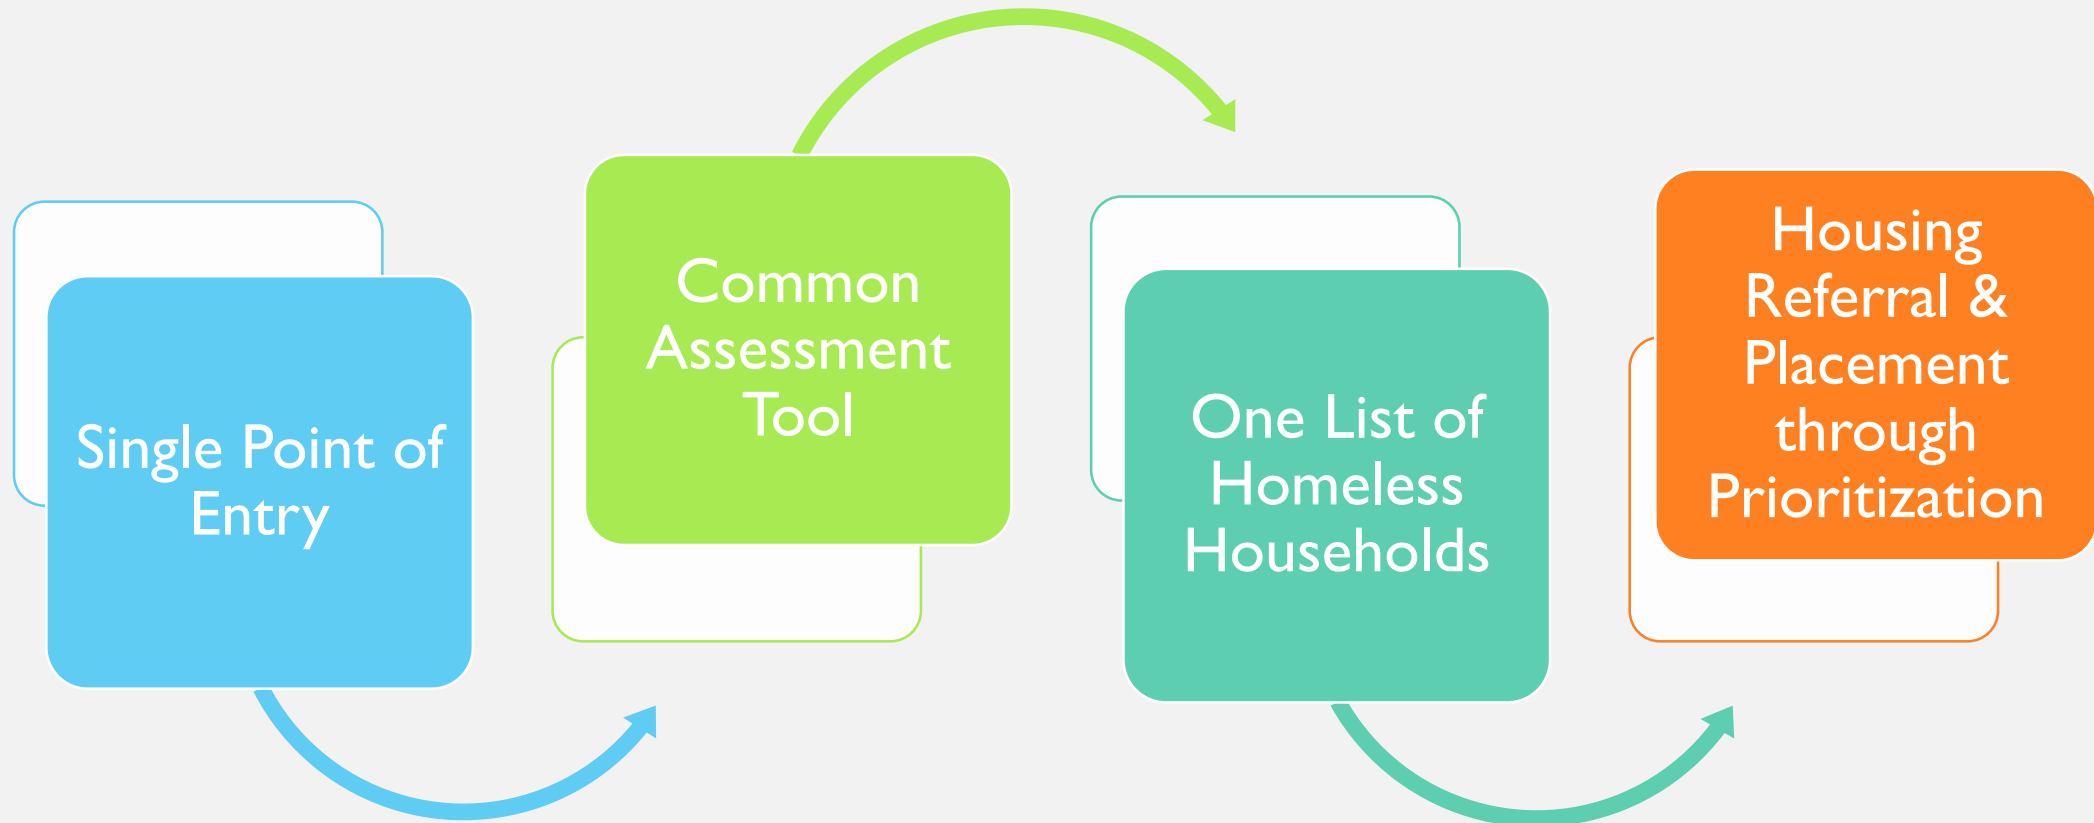 Single Point of
Entry
Common
Assessment
Tool
One List of
Homeless
Households
Housing
Referral &
Placement
through
Prioritization